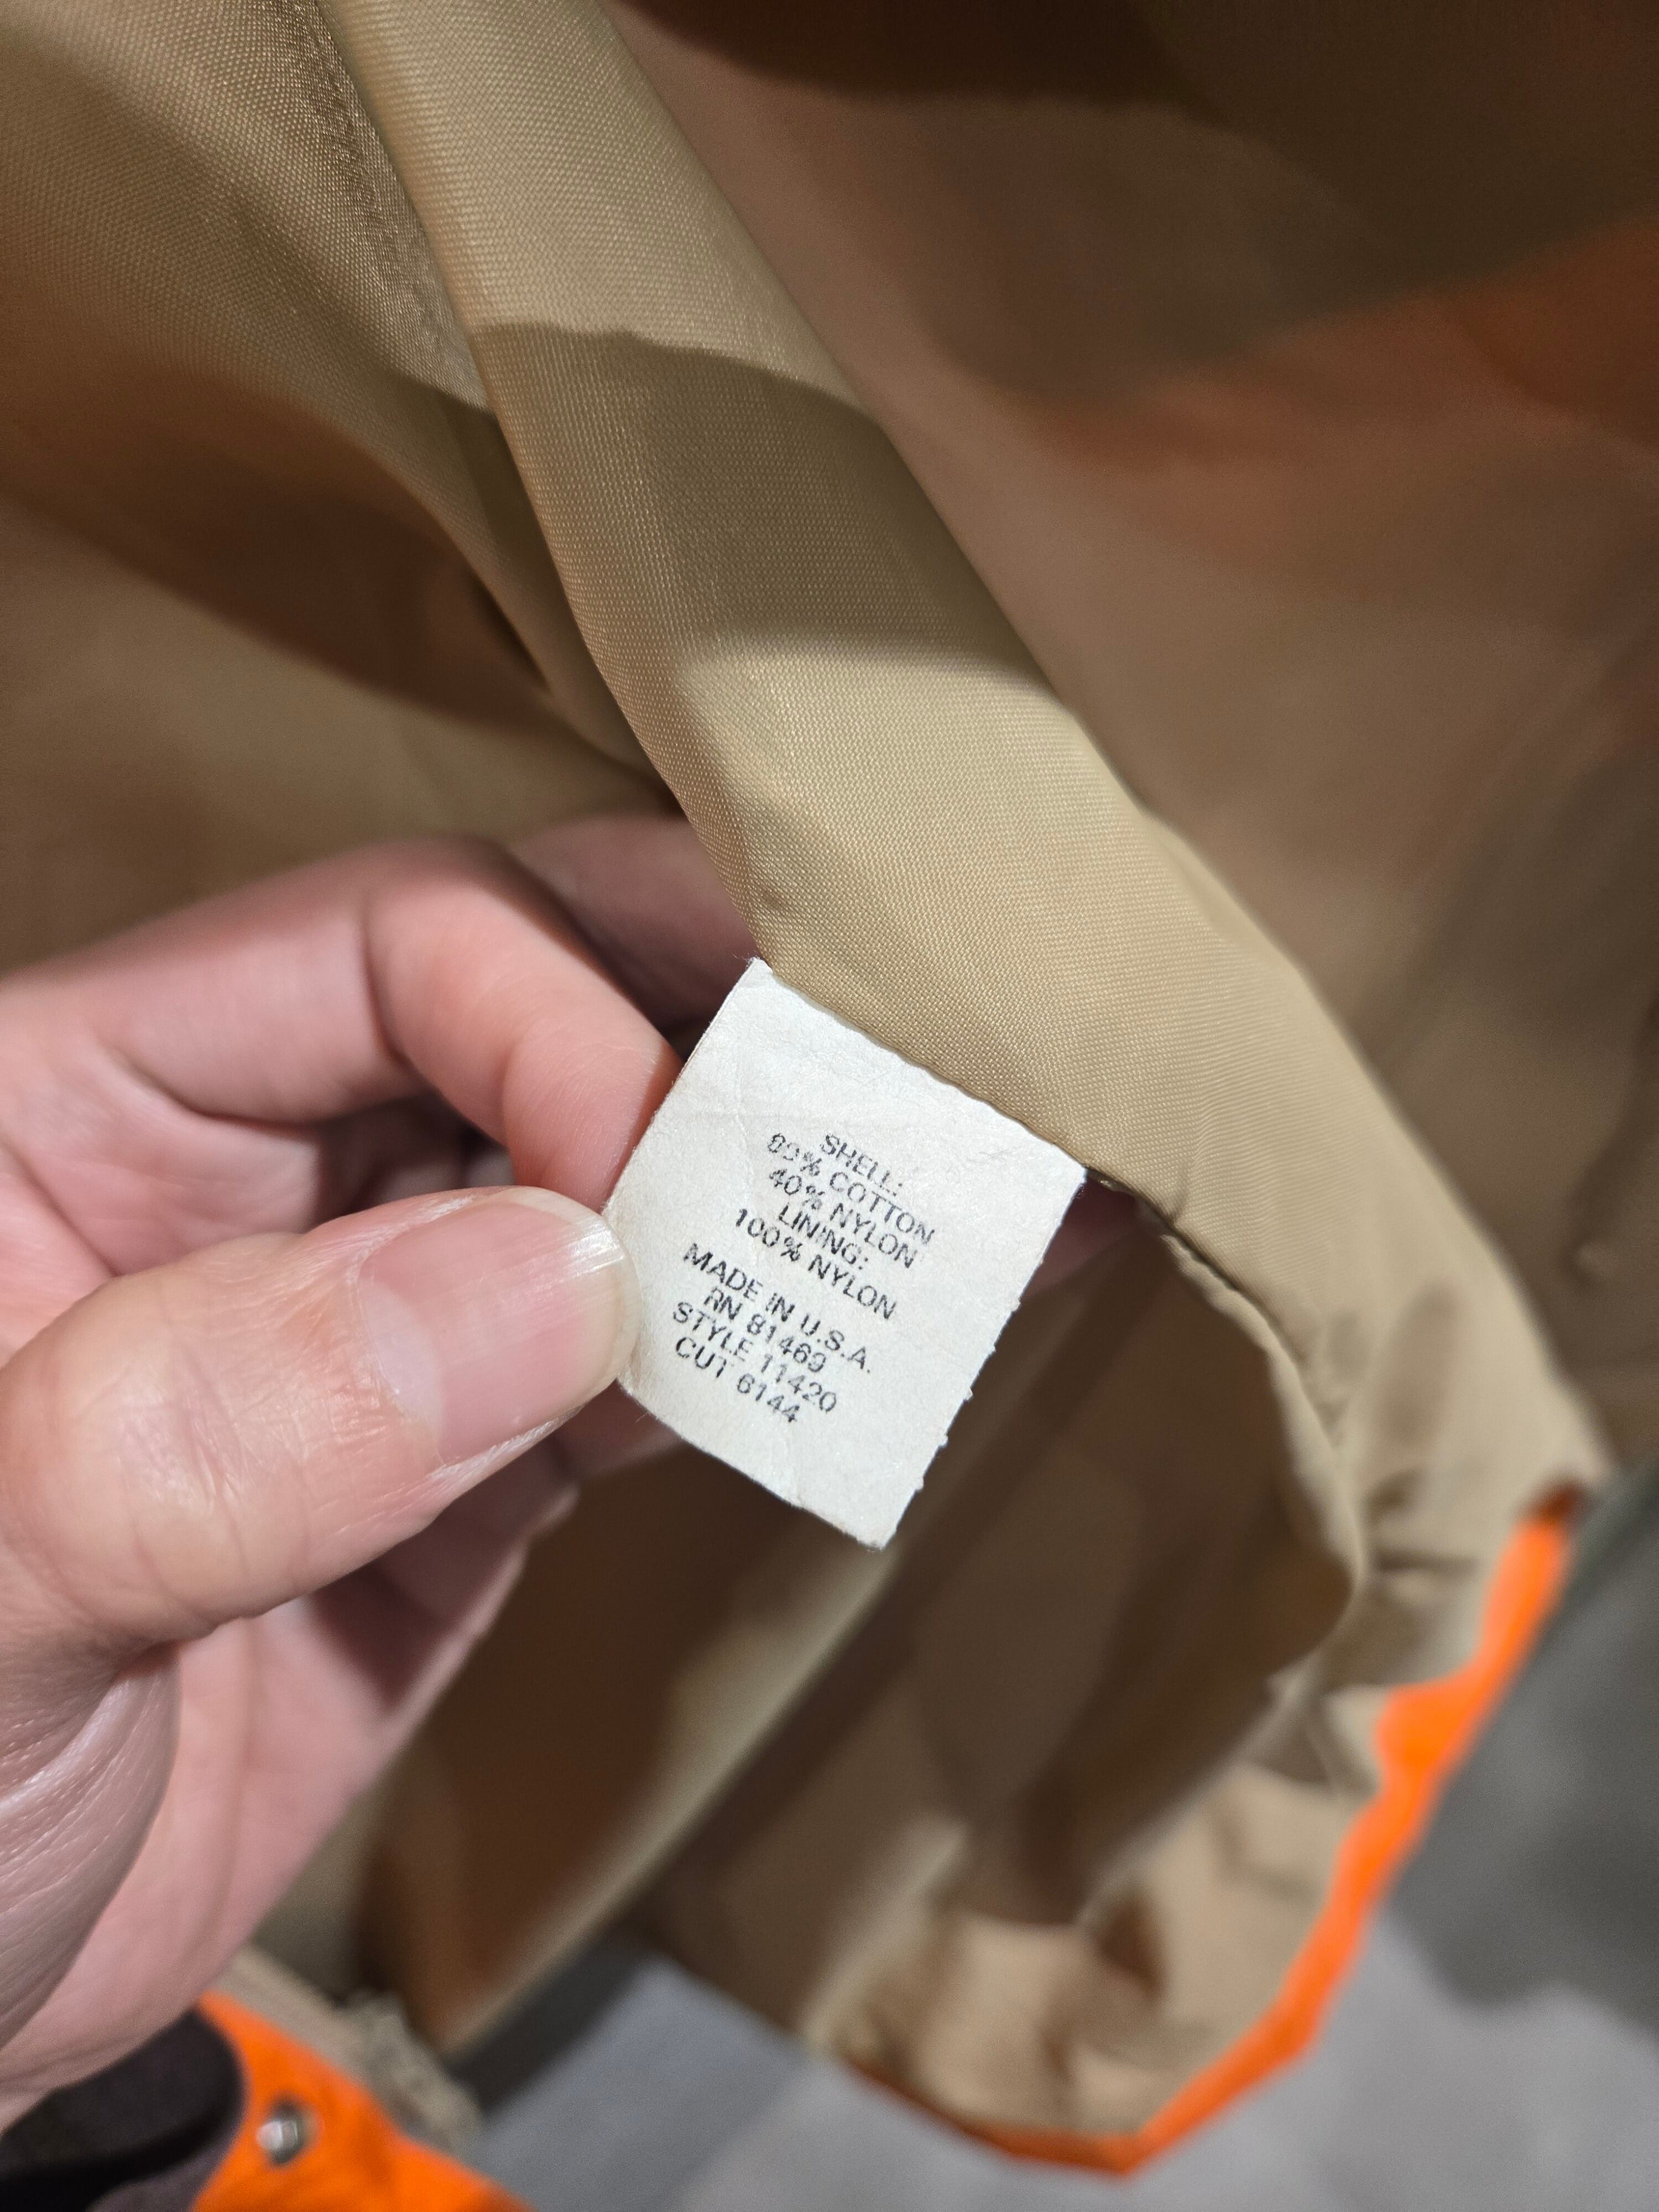 SHELL:
60% COTTON
40% NYLON
LINING:
100% NYLON
MADE IN U.S.A.
RN 81469
STYLE 11420
CUT 6144